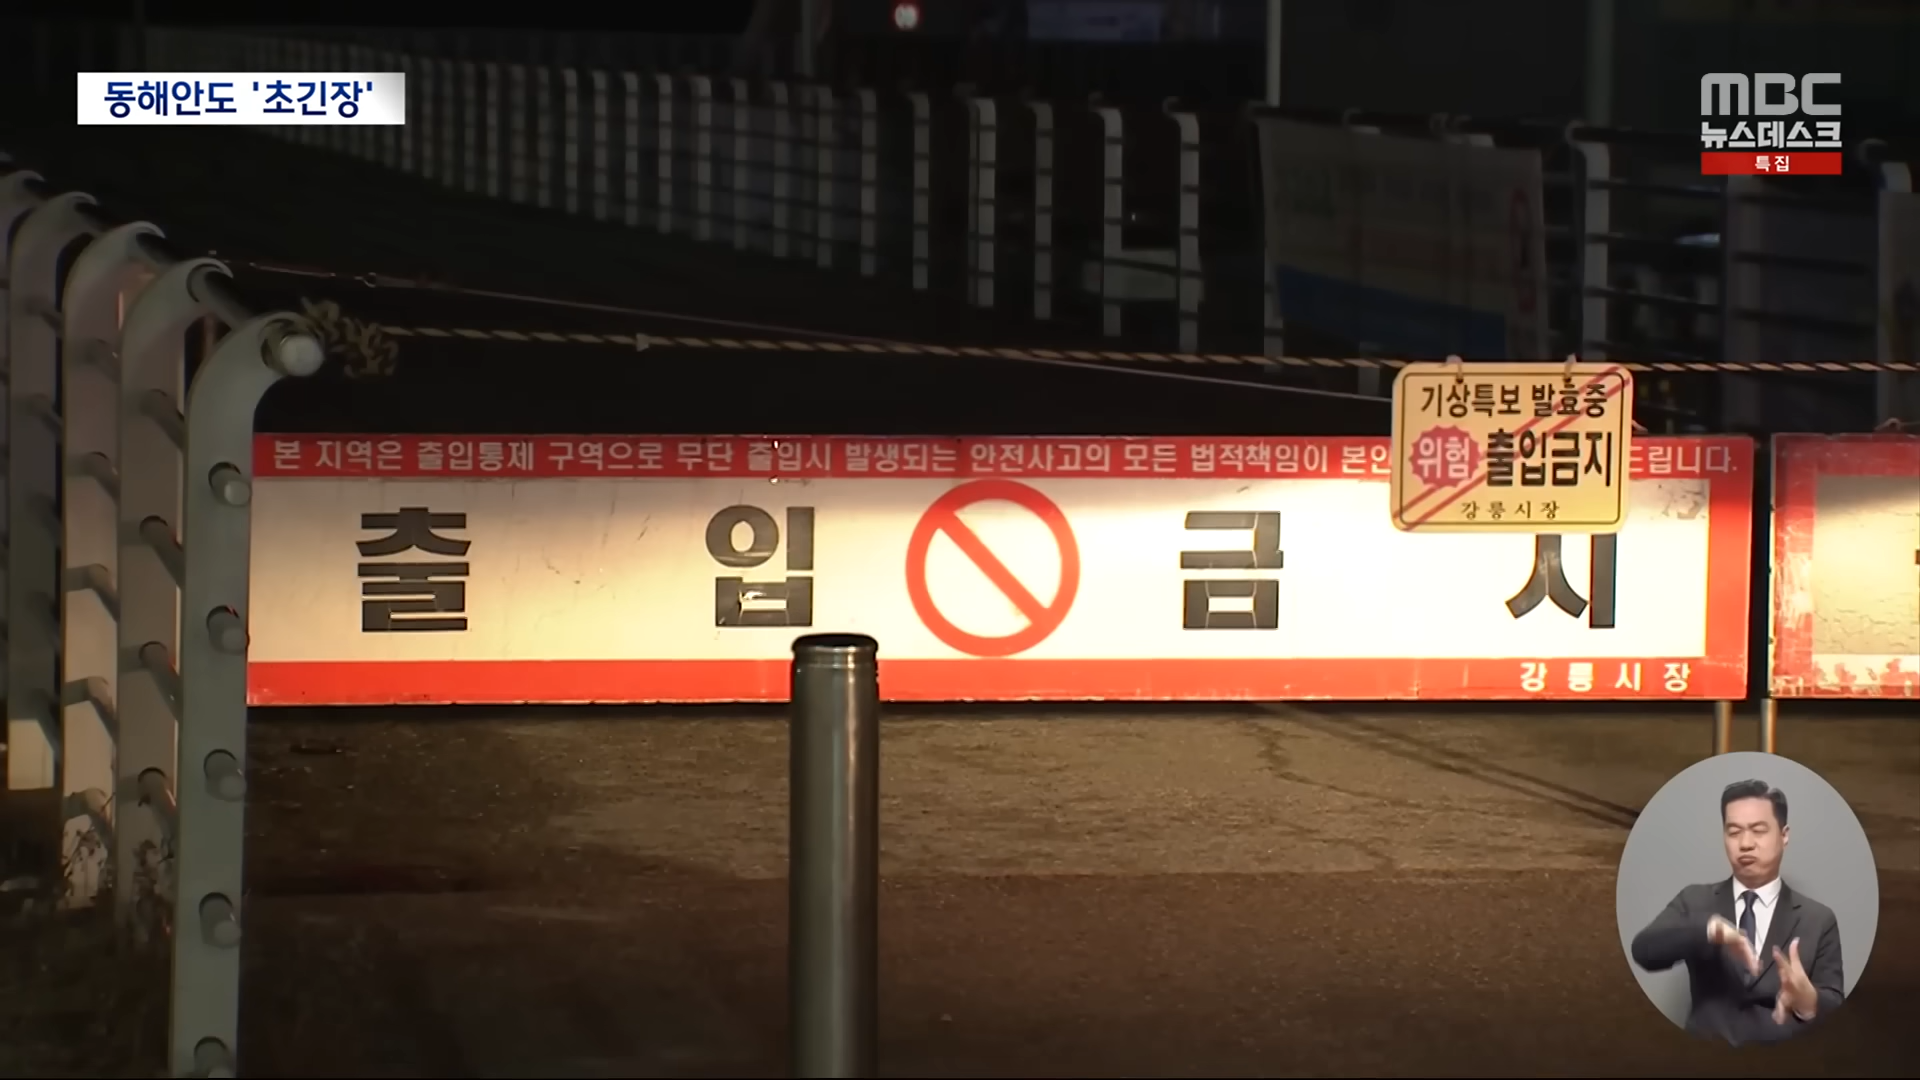 동해안도 '초긴장'
MBC
뉴스데스크
특집
기상특보 발효중
위험 출입금지
강릉시장
본 지역은 출입통제 구역으로 무단 출입시 발생되는 안전사고의 모든 법적책임이 본인
드립니다.
출 입 금
강릉시장